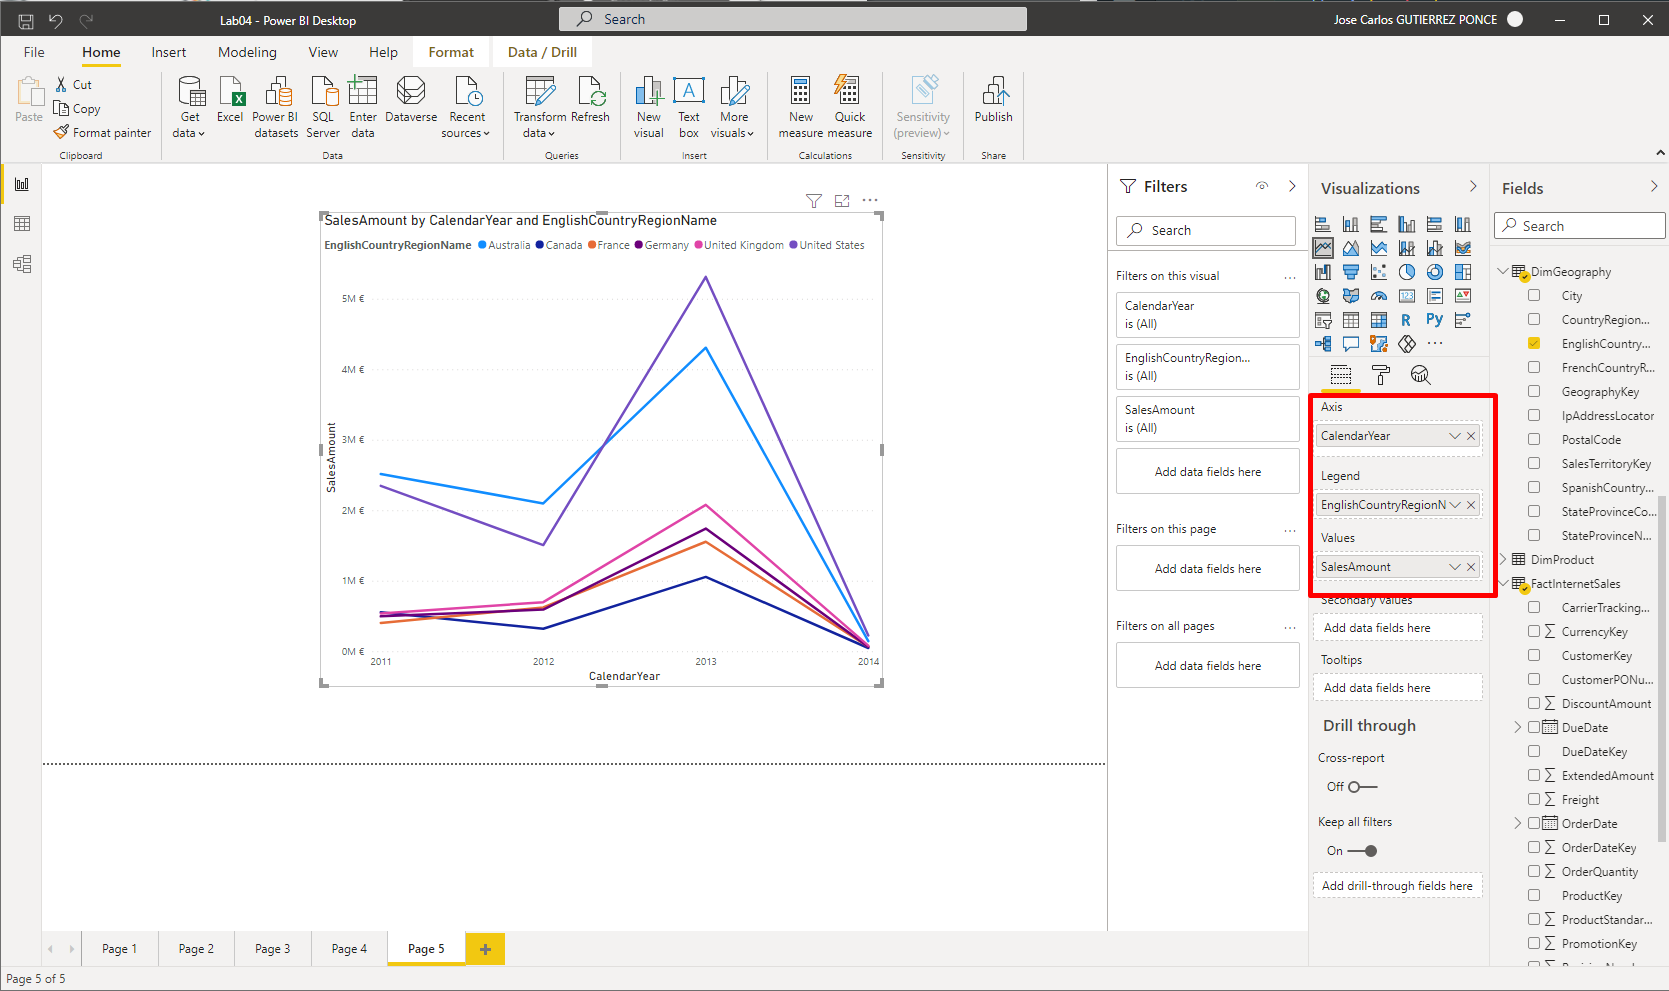 Lab04 - Power BI Desktop
Search
Jose Carlos GUTIERREZ PONCE
File
Home
Insert
Modeling
View
Help
Format
Data / Drill
Paste
Cut
Copy
Format painter
Clipboard
Get data
Excel
Power BI datasets
SQL Server
Enter data
Dataverse
Recent sources
Data
Transform data
Refresh
Queries
New visual
Text box
More visuals
Insert
New measure
Quick measure
Calculations
Sensitivity (preview)
Sensitivity
Publish
Share
SalesAmount by CalendarYear and EnglishCountryRegionName
EnglishCountryRegionName Australia Canada France Germany United Kingdom United States
5M €
4M €
3M €
2M €
1M €
0M €
SalesAmount
2011 2012 2013 2014
CalendarYear
Filters
Search
Filters on this visual ...
CalendarYear
is (All)
EnglishCountryRegion...
is (All)
SalesAmount
is (All)
Add data fields here
Filters on this page ...
Add data fields here
Filters on all pages ...
Add data fields here
Visualizations
123
R
Py
...
Axis
CalendarYear
Legend
EnglishCountryRegionN
Values
SalesAmount
Secondary values
Add data fields here
Tooltips
Add data fields here
Drill through
Cross-report
Off
Keep all filters
On
Add drill-through fields here
Fields
Search
DimGeography
City
CountryRegion...
EnglishCountry...
FrenchCountryR...
GeographyKey
IpAddressLocator
PostalCode
SalesTerritoryKey
SpanishCountry...
StateProvinceCo...
StateProvinceN...
DimProduct
FactInternetSales
CarrierTracking...
CurrencyKey
CustomerKey
CustomerPONu...
DiscountAmount
DueDate
DueDateKey
ExtendedAmount
Freight
OrderDate
OrderDateKey
OrderQuantity
ProductKey
ProductStandar...
PromotionKey
Page 1
Page 2
Page 3
Page 4
Page 5
Page 5 of 5